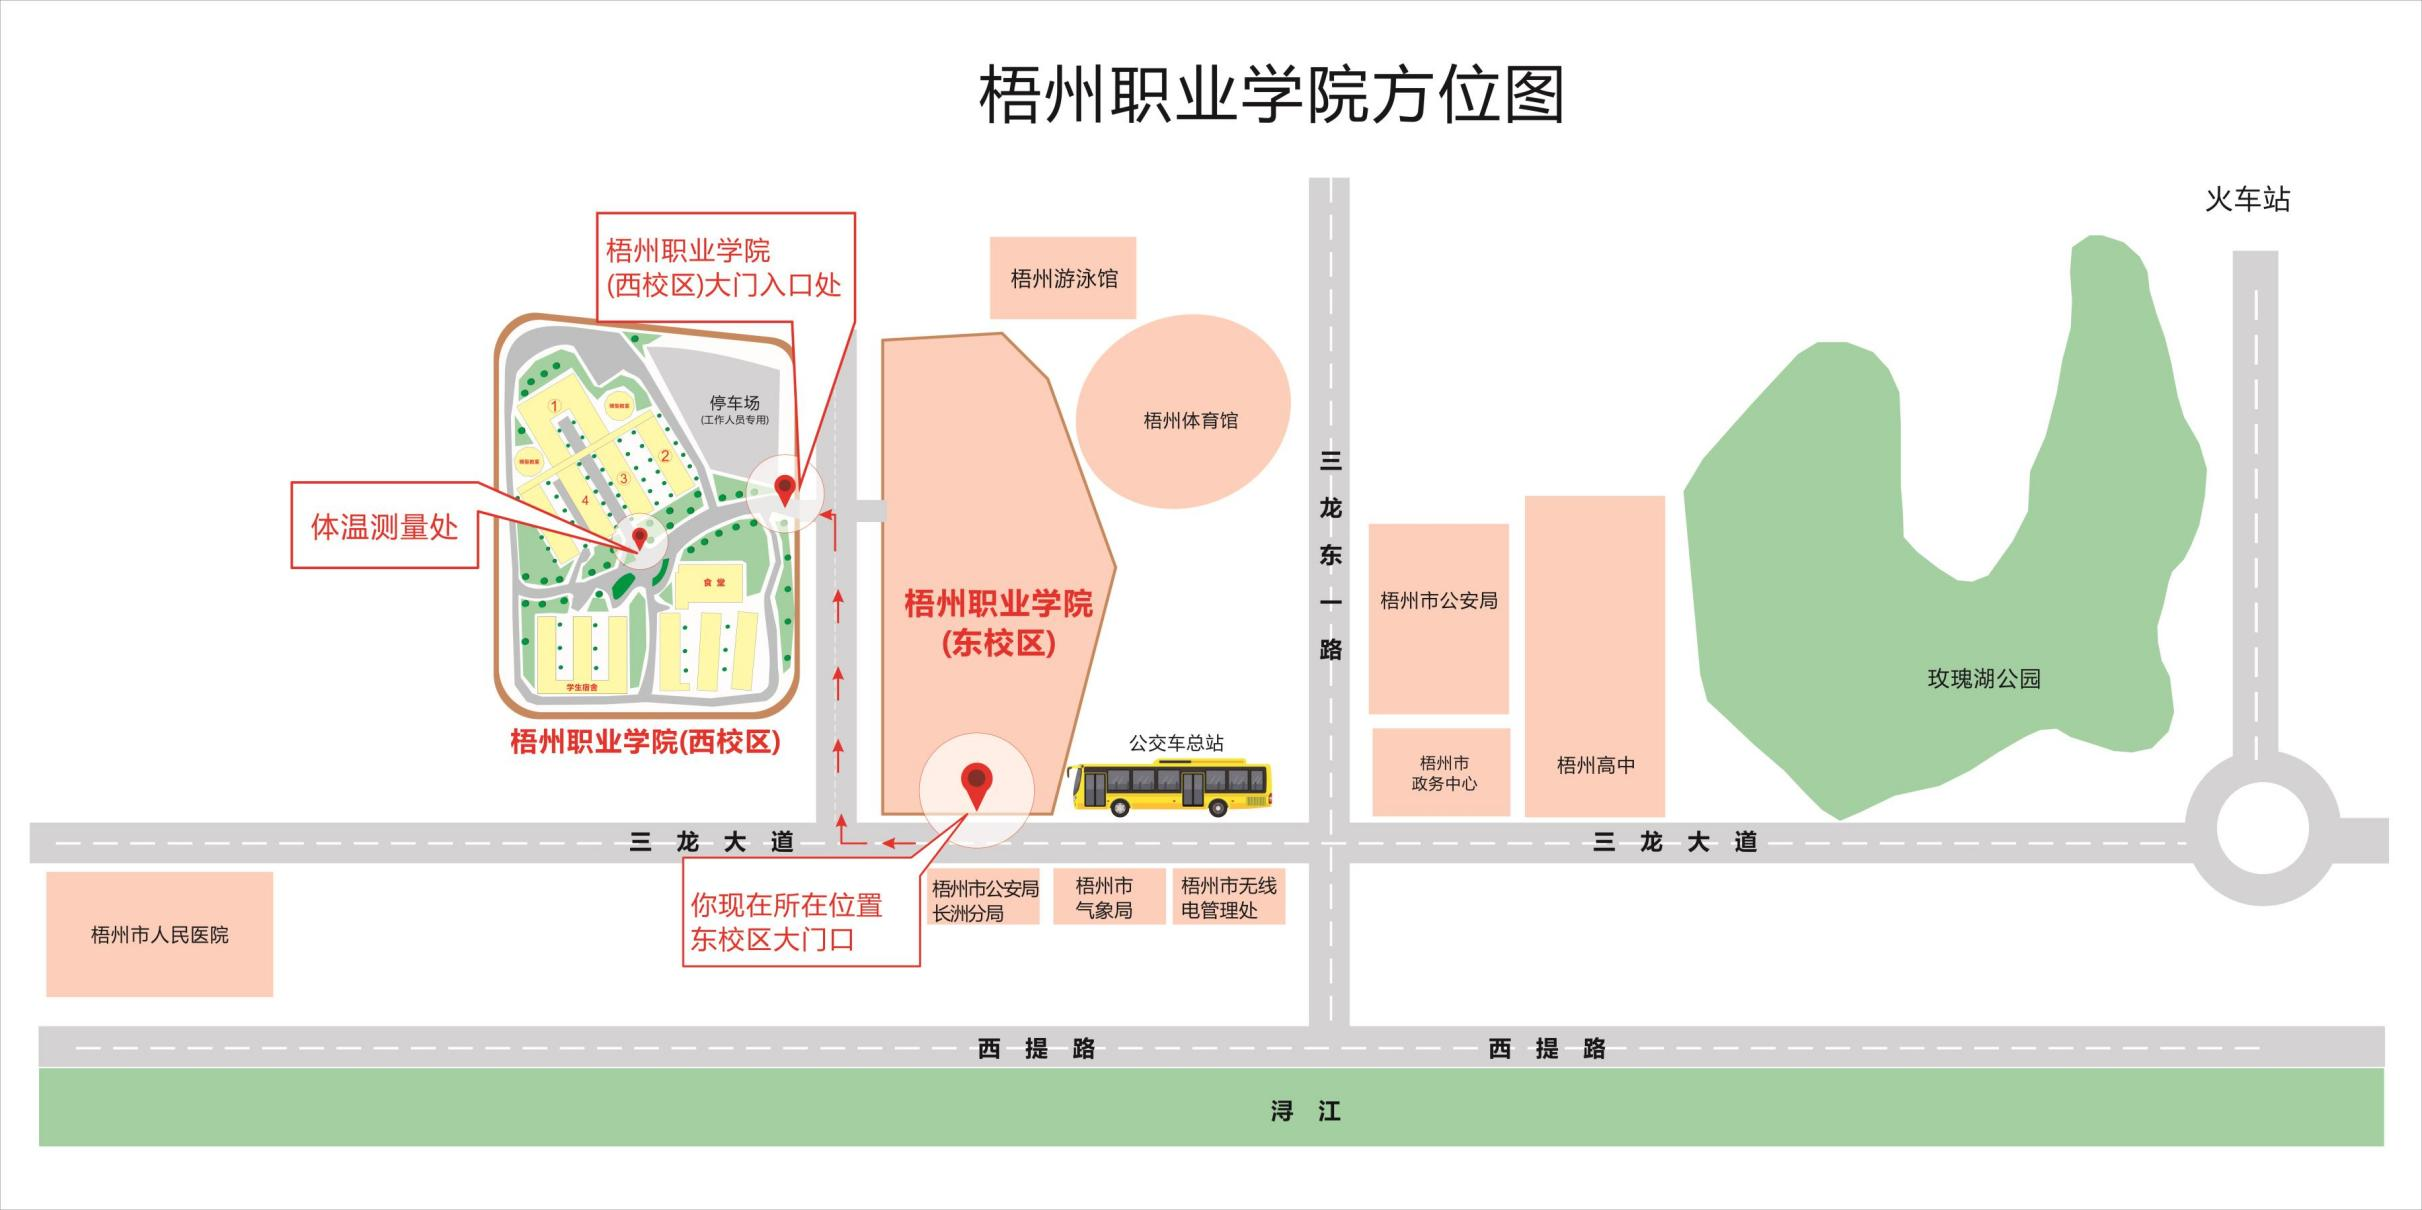 梧州职业学院方位图
火车站
梧州职业学院
(西校区)大门入口处
梧州游泳馆
停车场
(工作人员专用)
梧州体育馆
1
2
3
4
体温测量处
食堂
学生宿舍
梧州职业学院(西校区)
梧州职业学院
(东校区)
公交车总站
三龙东一路
梧州市公安局
梧州市
政务中心
梧州高中
玫瑰湖公园
三龙大道
三龙大道
你现在所在位置
东校区大门口
梧州市公安局
长洲分局
梧州市
气象局
梧州市无线
电管理处
梧州市人民医院
西提路
西提路
浔江